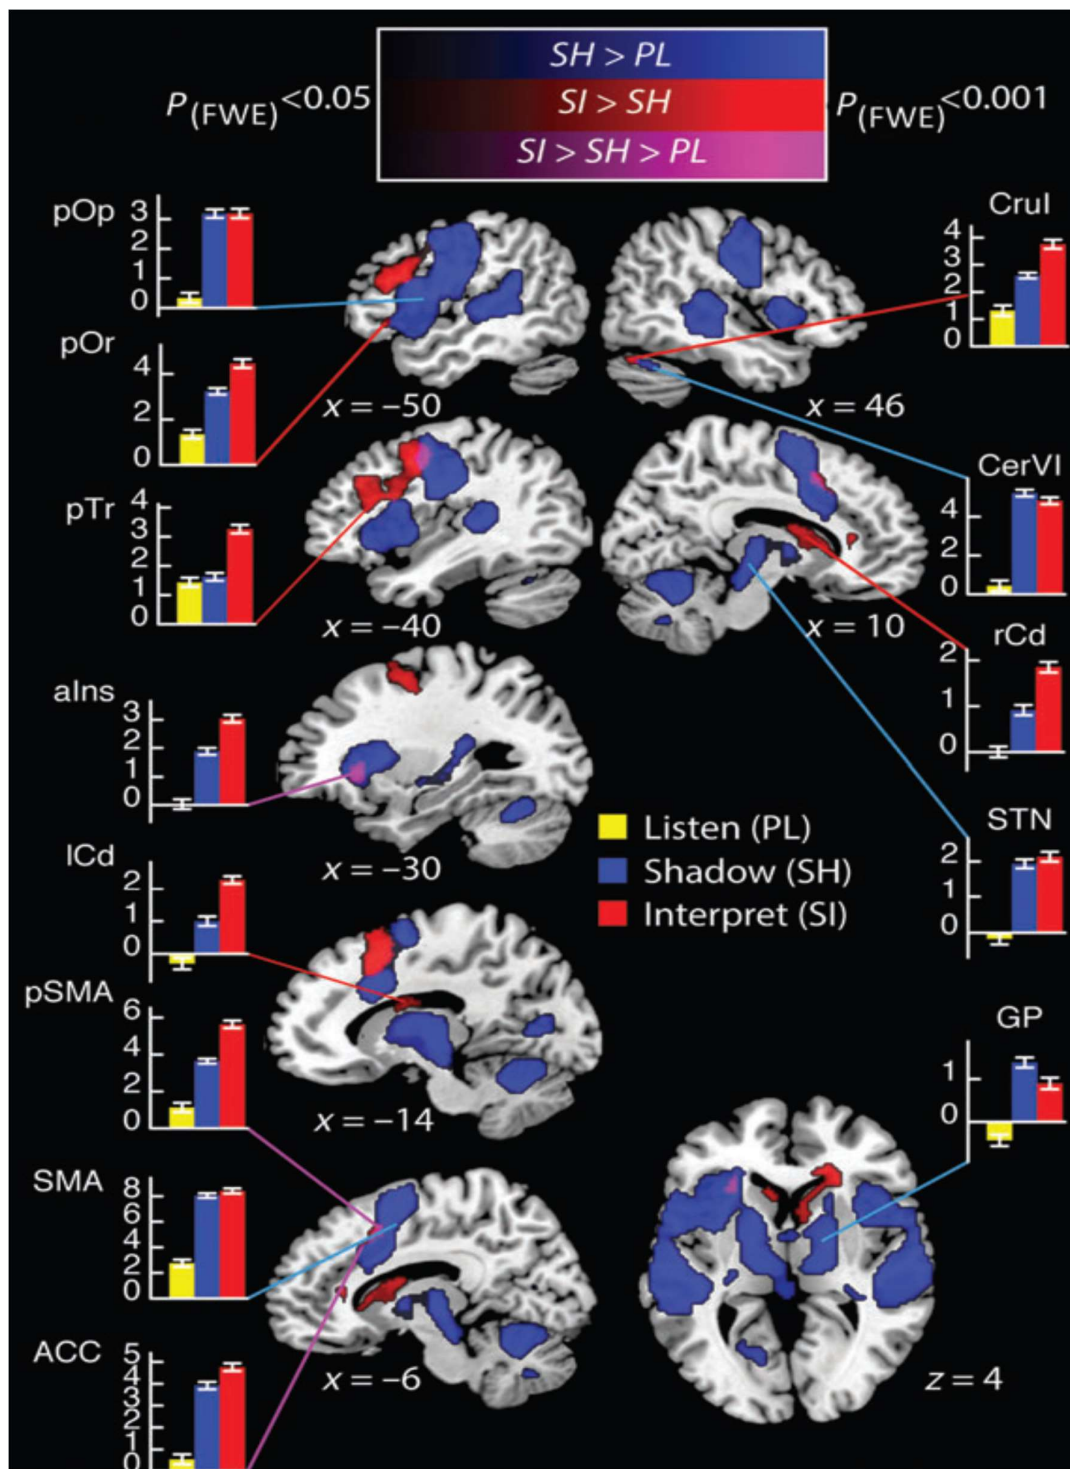 SH > PL
P(FWE)<0.05
SI > SH
P(FWE)<0.001
SI > SH > PL
pOp
3
2
1
0
CruI
4
3
2
1
0
pOr
4
2
0
x = –50
x = 46
pTr
4
3
2
1
0
x = –40
CerVI
4
2
0
x = 10
rCd
2
1
0
aIns
3
2
1
0
x = –30
Listen (PL)
Shadow (SH)
Interpret (SI)
STN
2
1
0
lCd
2
1
0
pSMA
6
4
2
0
x = –14
GP
1
0
SMA
8
6
4
2
0
x = –6
z = 4
ACC
5
4
3
2
1
0